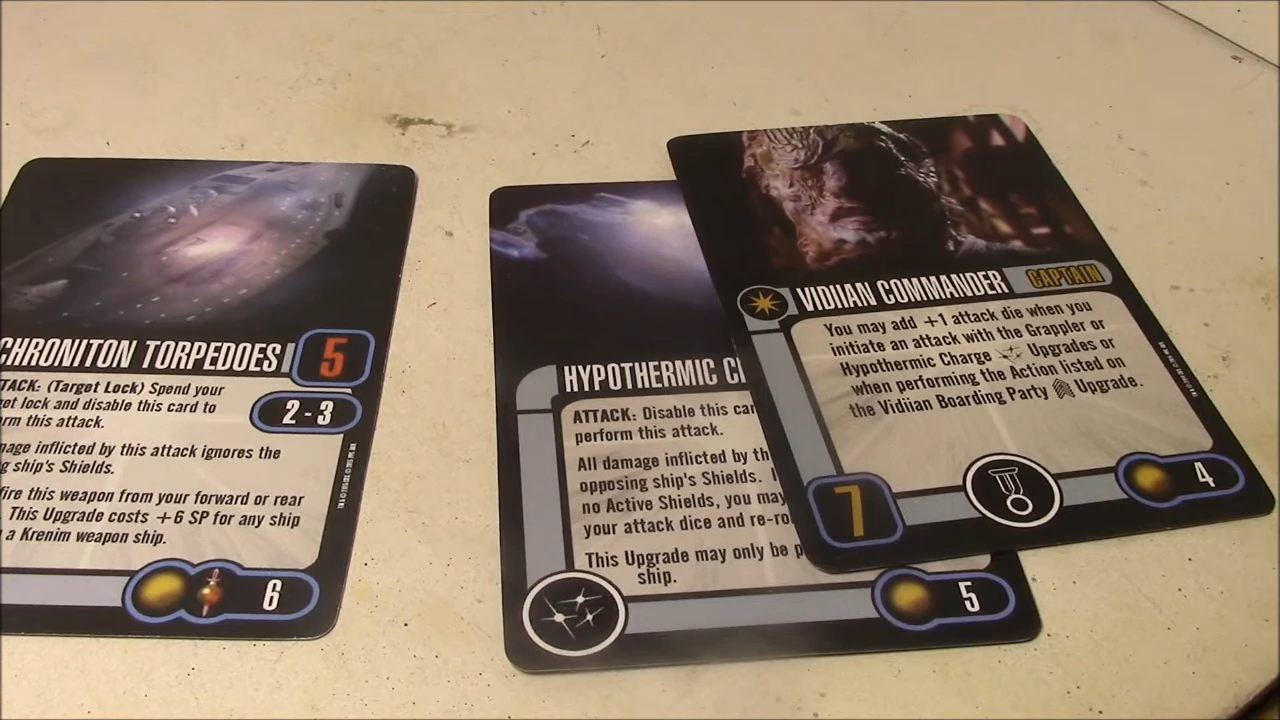 CHRONITON TORPEDOES
5
TACK: (Target Lock) Spend your
get lock and disable this card to
rm this attack.
2 - 3
mage inflicted by this attack ignores the
g ship's Shields.
fire this weapon from your forward or rear
This Upgrade costs +6 SP for any ship
a Krenim weapon ship.
6
HYPOTHERMIC C
ATTACK: Disable this car
perform this attack.
All damage inflicted by th
opposing ship's Shields.
no Active Shields, you may
your attack dice and re-ro
This Upgrade may only be p
ship.
5
VIDIIAN COMMANDER
CAPTAIN
You may add +1 attack die when you
initiate an attack with the Grappler or
Hypothermic Charge Upgrades or
when performing the Action listed on
the Vidiian Boarding Party Upgrade.
7
4